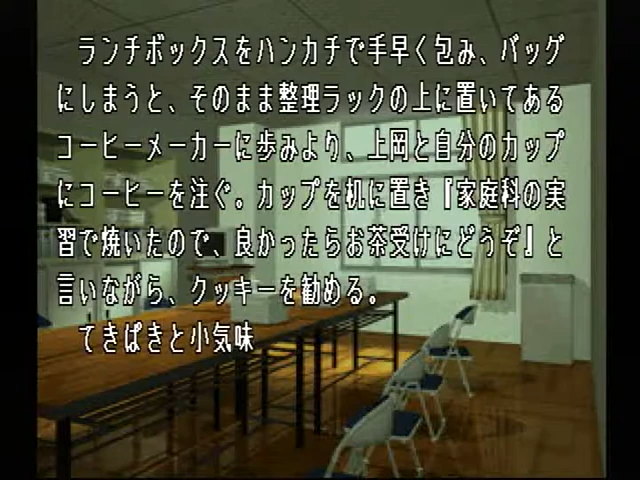 ランチボックスをハンカチで手早く包み、バッグ
にしまうと、そのまま整理ラックの上に置いてある
コーヒーメーカーに歩みより、上岡と自分のカップ
にコーヒーを注ぐ。カップを机に置き『家庭科の実
習で焼いたので、良かったらお茶受けにどうぞ』と
言いながら、クッキーを勧める。
てきぱきと小気味